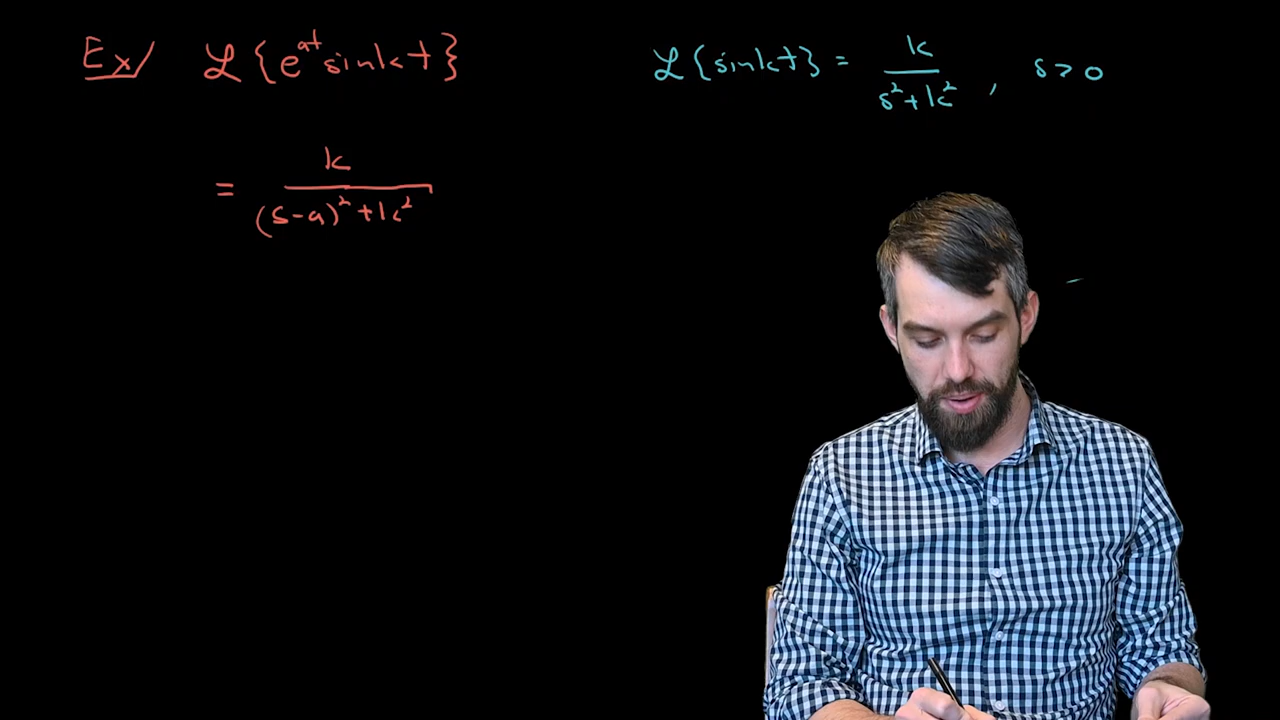 Ex/ ℒ{e^{at} sin kt}
ℒ{sin kt} = k/(s²+k²), s > 0
= k/((s-a)²+k²)